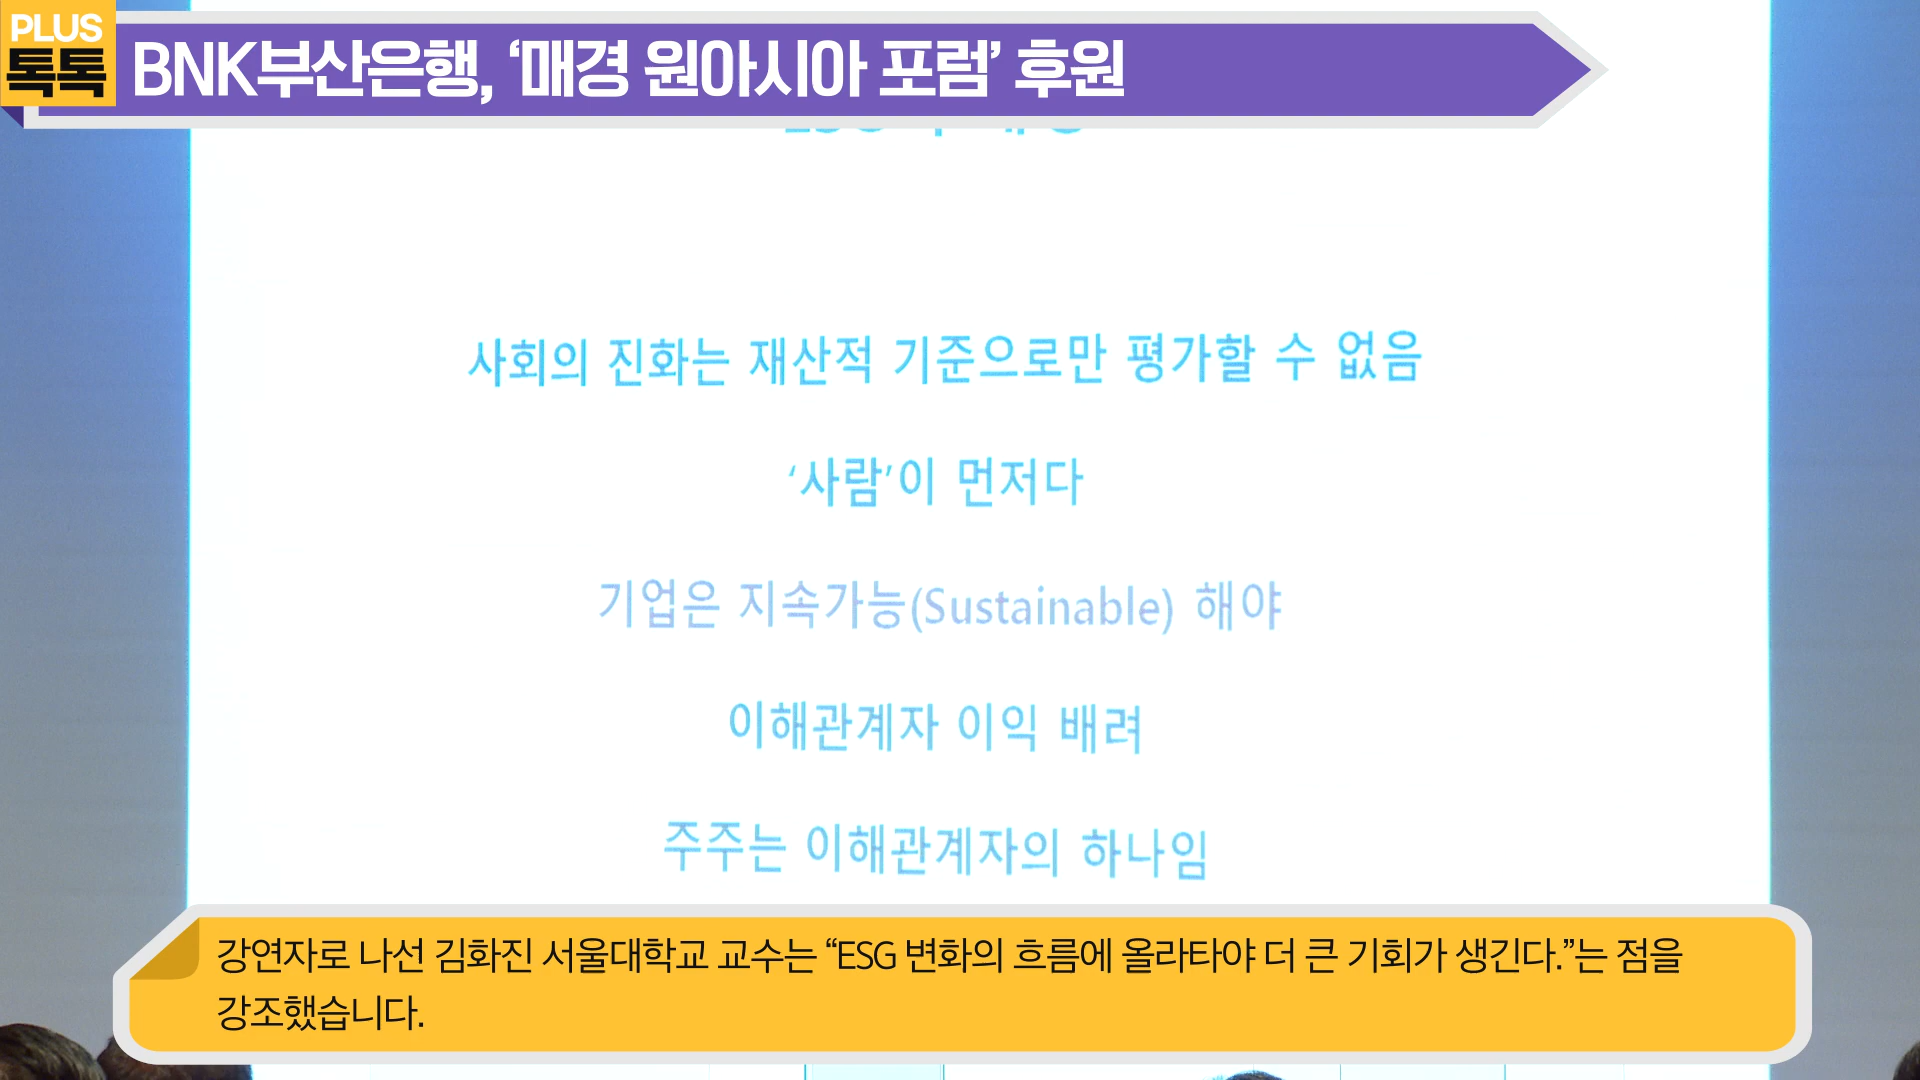 PLUS
톡톡
BNK부산은행, ‘매경 원아시아 포럼’ 후원
사회의 진화는 재산적 기준으로만 평가할 수 없음
‘사람’이 먼저다
기업은 지속가능(Sustainable) 해야
이해관계자 이익 배려
주주는 이해관계자의 하나임
강연자로 나선 김화진 서울대학교 교수는 “ESG 변화의 흐름에 올라타야 더 큰 기회가 생긴다.”는 점을
강조했습니다.